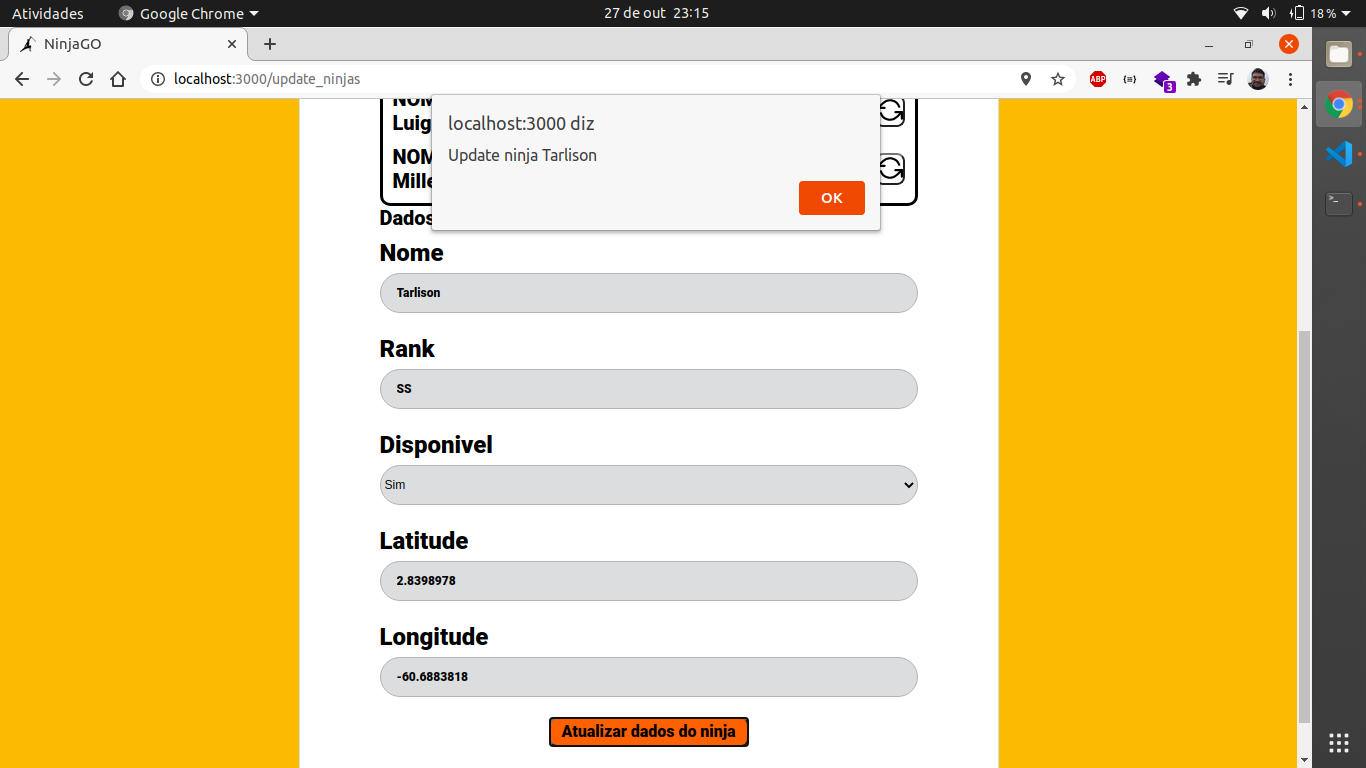 Atividades Google Chrome 27 de out 23:15 18 %
NinjaGO
localhost:3000/update_ninjas ABP {=} 3
localhost:3000 diz
Update ninja Tarlison
OK
NOM
Luig
NOM
Mille
Dados
Nome
Tarlison
Rank
SS
Disponivel
Sim
Latitude
2.8398978
Longitude
-60.6883818
Atualizar dados do ninja